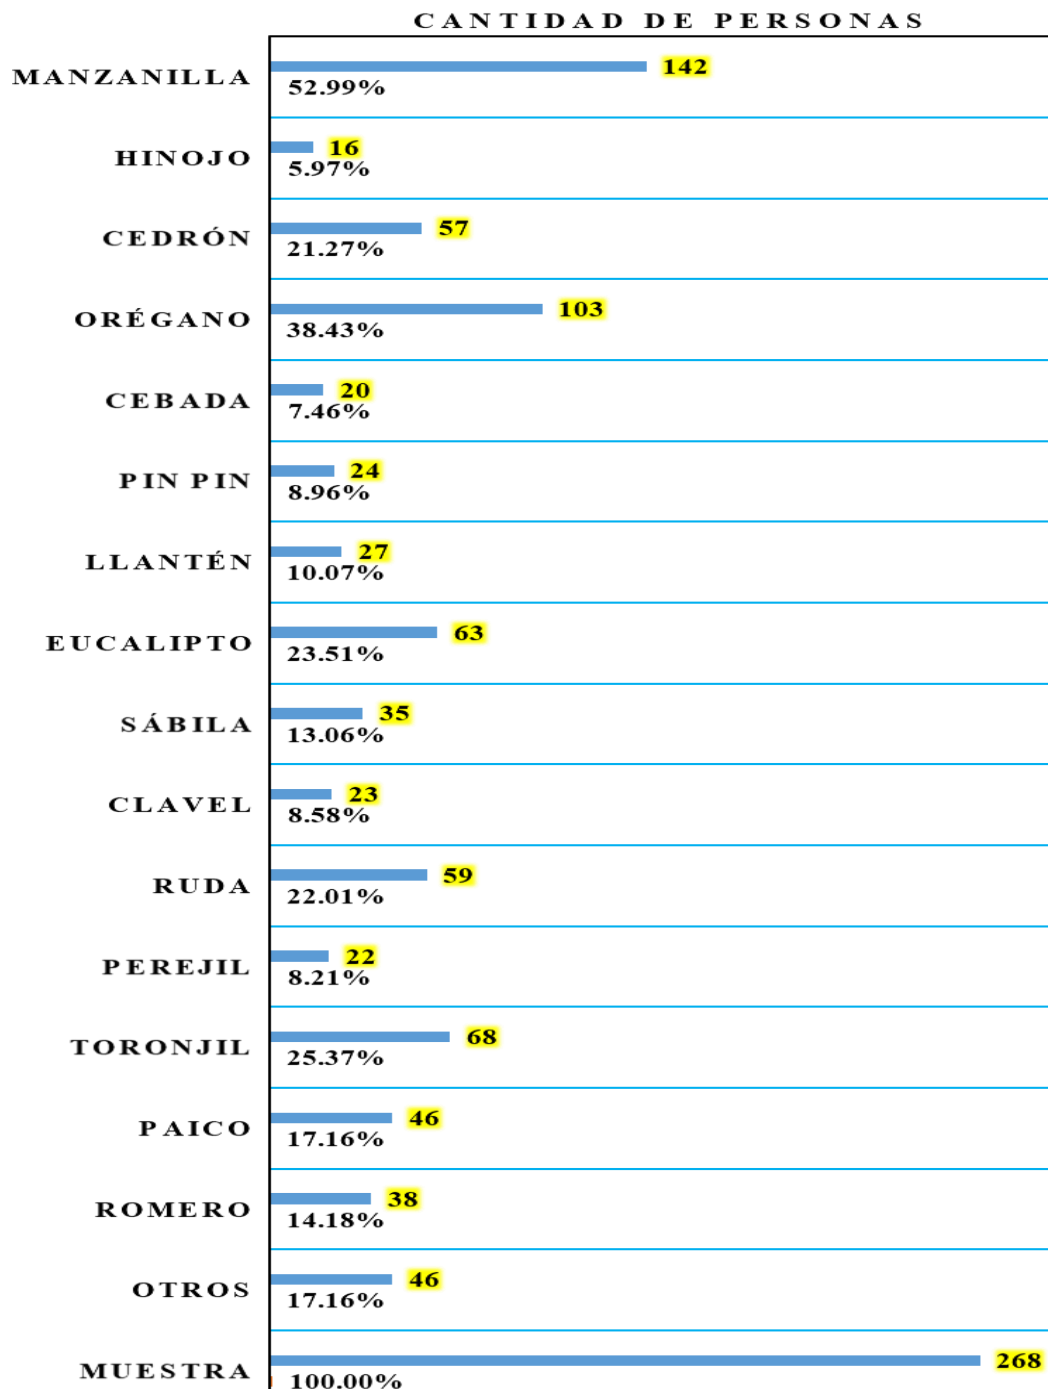 CANTIDAD DE PERSONAS
MANZANILLA 142
52.99%
HINOJO 16
5.97%
CEDRÓN 57
21.27%
ORÉGANO 103
38.43%
CEBADA 20
7.46%
PIN PIN 24
8.96%
LLANTÉN 27
10.07%
EUCALIPTO 63
23.51%
SÁBILA 35
13.06%
CLAVEL 23
8.58%
RUDA 59
22.01%
PEREJIL 22
8.21%
TORONJIL 68
25.37%
PAICO 46
17.16%
ROMERO 38
14.18%
OTROS 46
17.16%
MUESTRA 268
100.00%